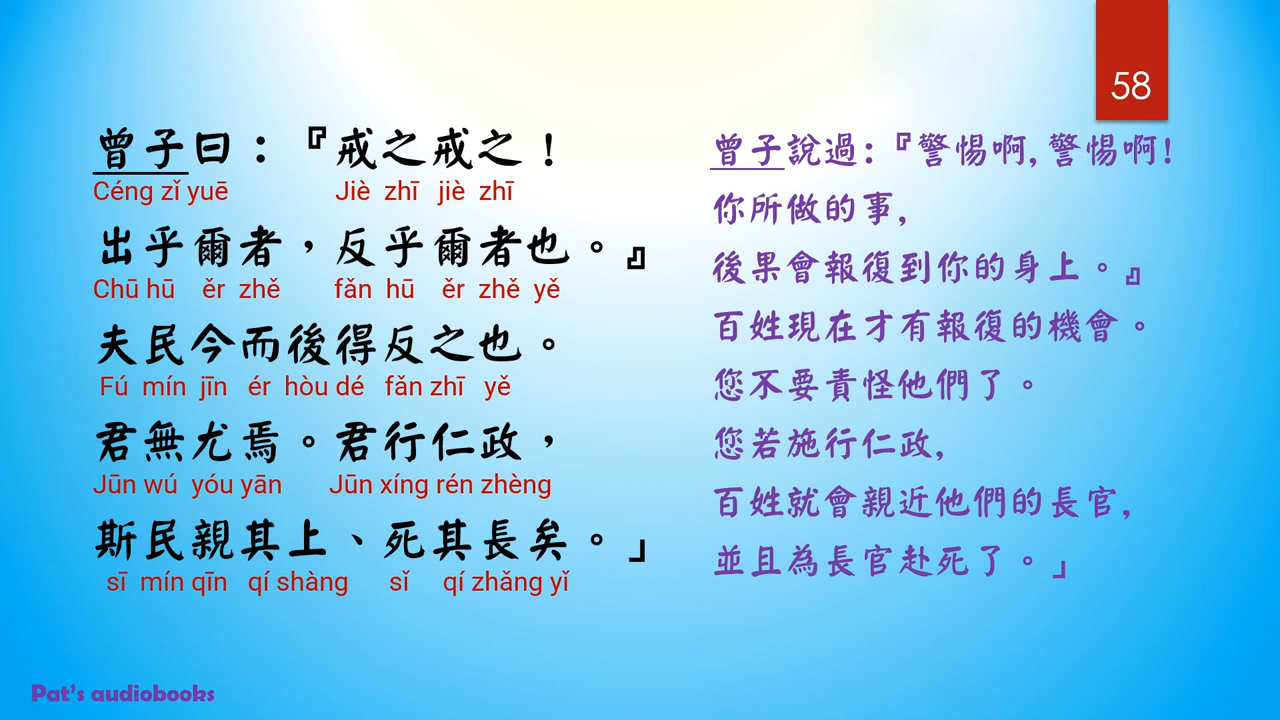 58
曾子曰：『戒之戒之！
Céng zǐ yuē Jiè zhī jiè zhī
出乎爾者，反乎爾者也。』
Chū hū ěr zhě fǎn hū ěr zhě yě
夫民今而後得反之也。
Fú mín jīn ér hòu dé fǎn zhī yě
君無尤焉。君行仁政，
Jūn wú yóu yān Jūn xíng rén zhèng
斯民親其上、死其長矣。」
sī mín qīn qí shàng sǐ qí zhǎng yǐ
曾子說過:『警惕啊,警惕啊!
你所做的事,
後果會報復到你的身上。』
百姓現在才有報復的機會。
您不要責怪他們了。
您若施行仁政,
百姓就會親近他們的長官,
並且為長官赴死了。」
Pat's audiobooks